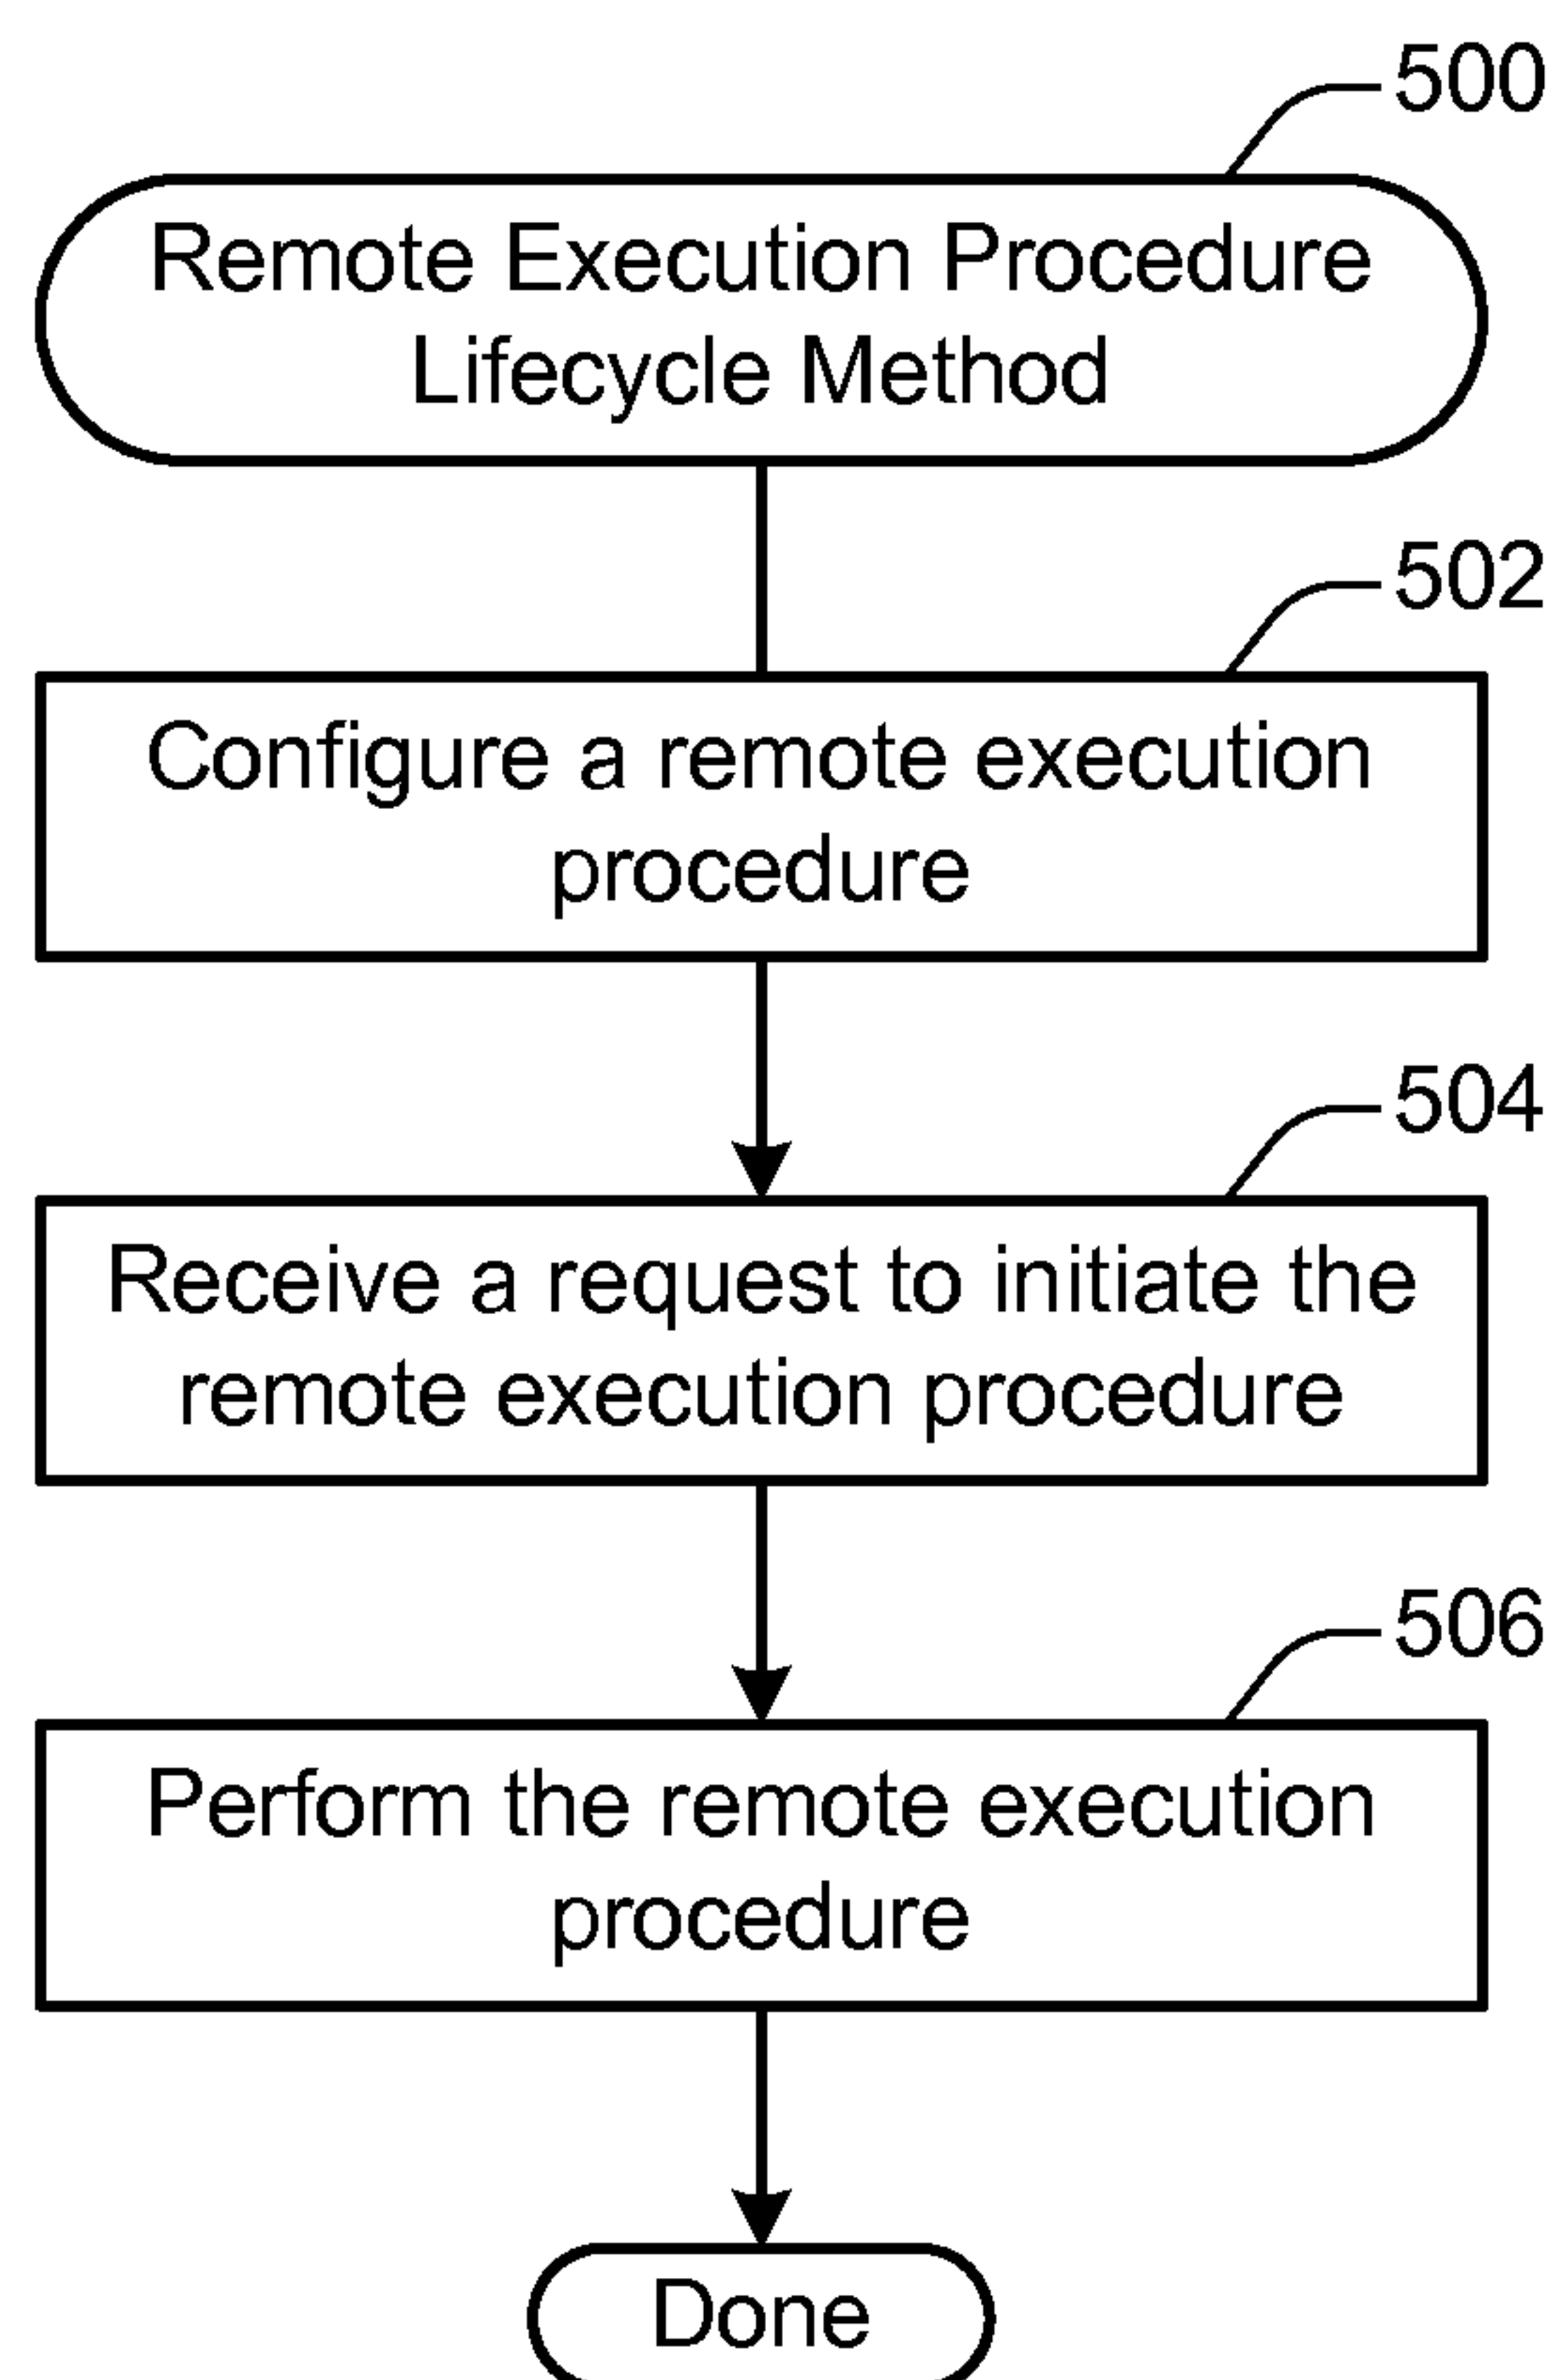 500
Remote Execution Procedure
Lifecycle Method
502
Configure a remote execution
procedure
504
Receive a request to initiate the
remote execution procedure
506
Perform the remote execution
procedure
Done